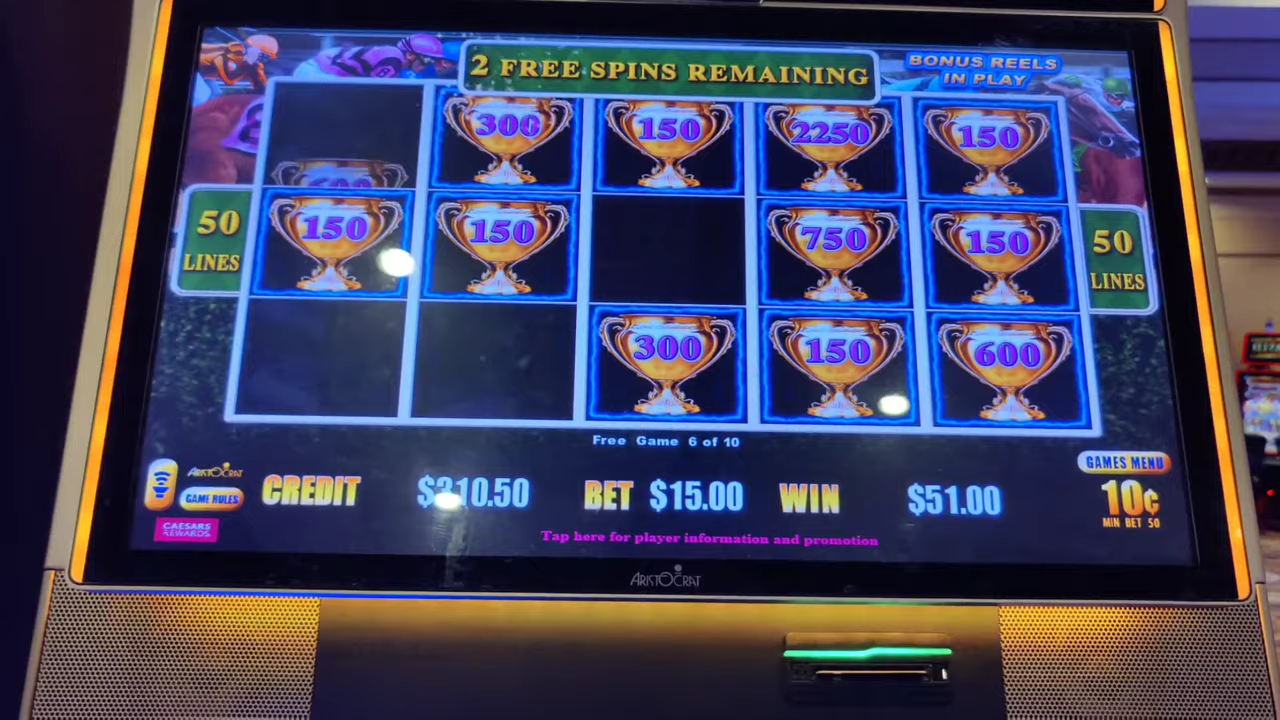 2 FREE SPINS REMAINING
BONUS REELS
IN PLAY
300
150
2250
150
50
LINES
150
150
750
150
50
LINES
300
150
600
Free Game 6 of 10
GAMES MENU
ARISTOCRAT
GAME RULES
CREDIT
BET $15.00
WIN
$51.00
10¢
MIN BET 50
CAESARS
REWARDS
Tap here for player information and promotion
ARISTOCRAT